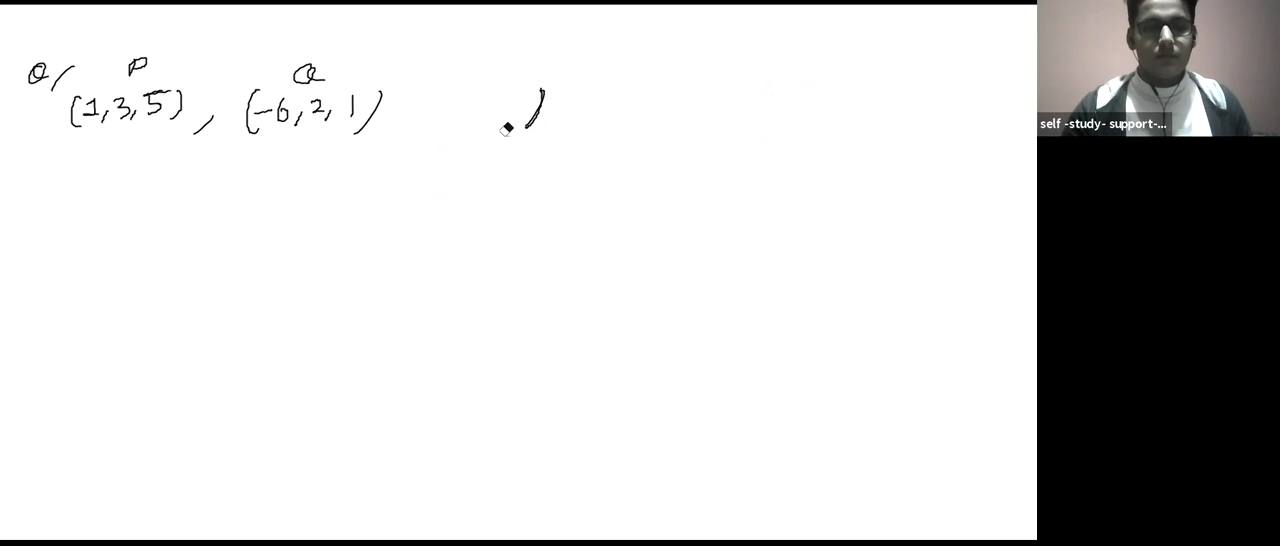 Q/ P Q
(1,3,5) , (-6,2,1) )
self -study- support-...